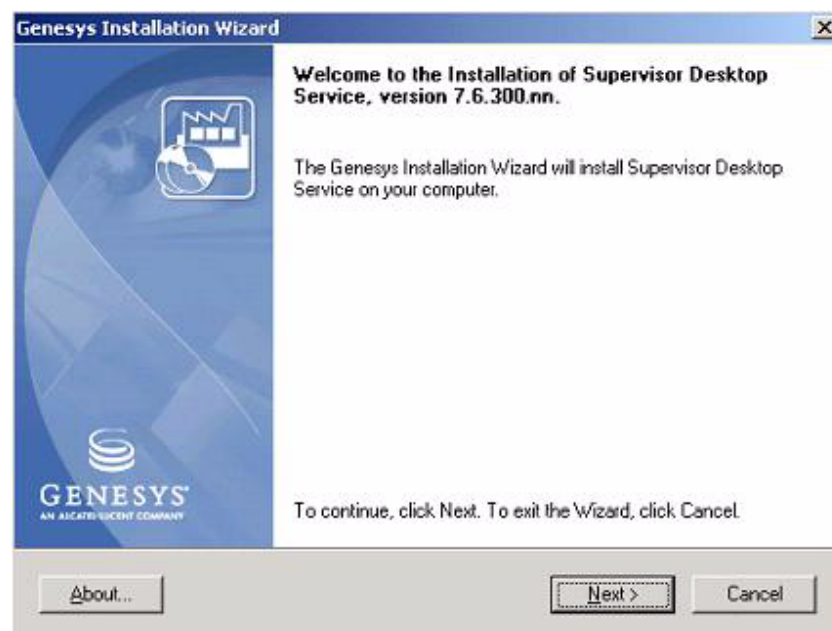 Genesys Installation Wizard
Welcome to the Installation of Supervisor Desktop
Service, version 7.6.300.nn.
The Genesys Installation Wizard will install Supervisor Desktop
Service on your computer.
GENESYS
AN ALCATEL-LUCENT COMPANY
To continue, click Next. To exit the Wizard, click Cancel.
About...
Next >
Cancel